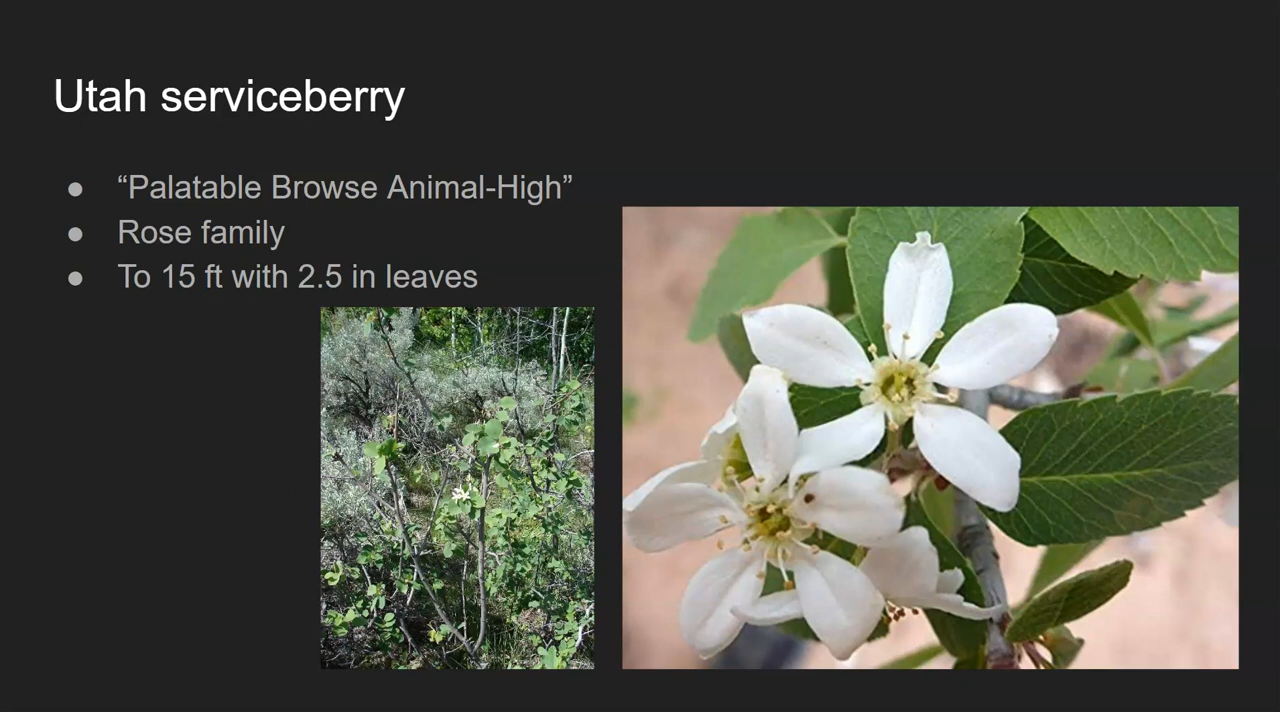 Utah serviceberry
● “Palatable Browse Animal-High”
● Rose family
● To 15 ft with 2.5 in leaves